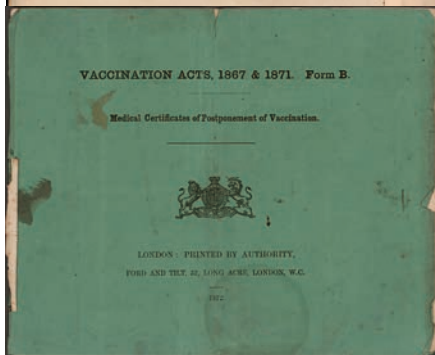 VACCINATION ACTS, 1867 & 1871. Form B.
Medical Certificates of Postponement of Vaccination.
LONDON: PRINTED BY AUTHORITY,
FORD AND TILT, LONG ACRE, LONDON, W.C.